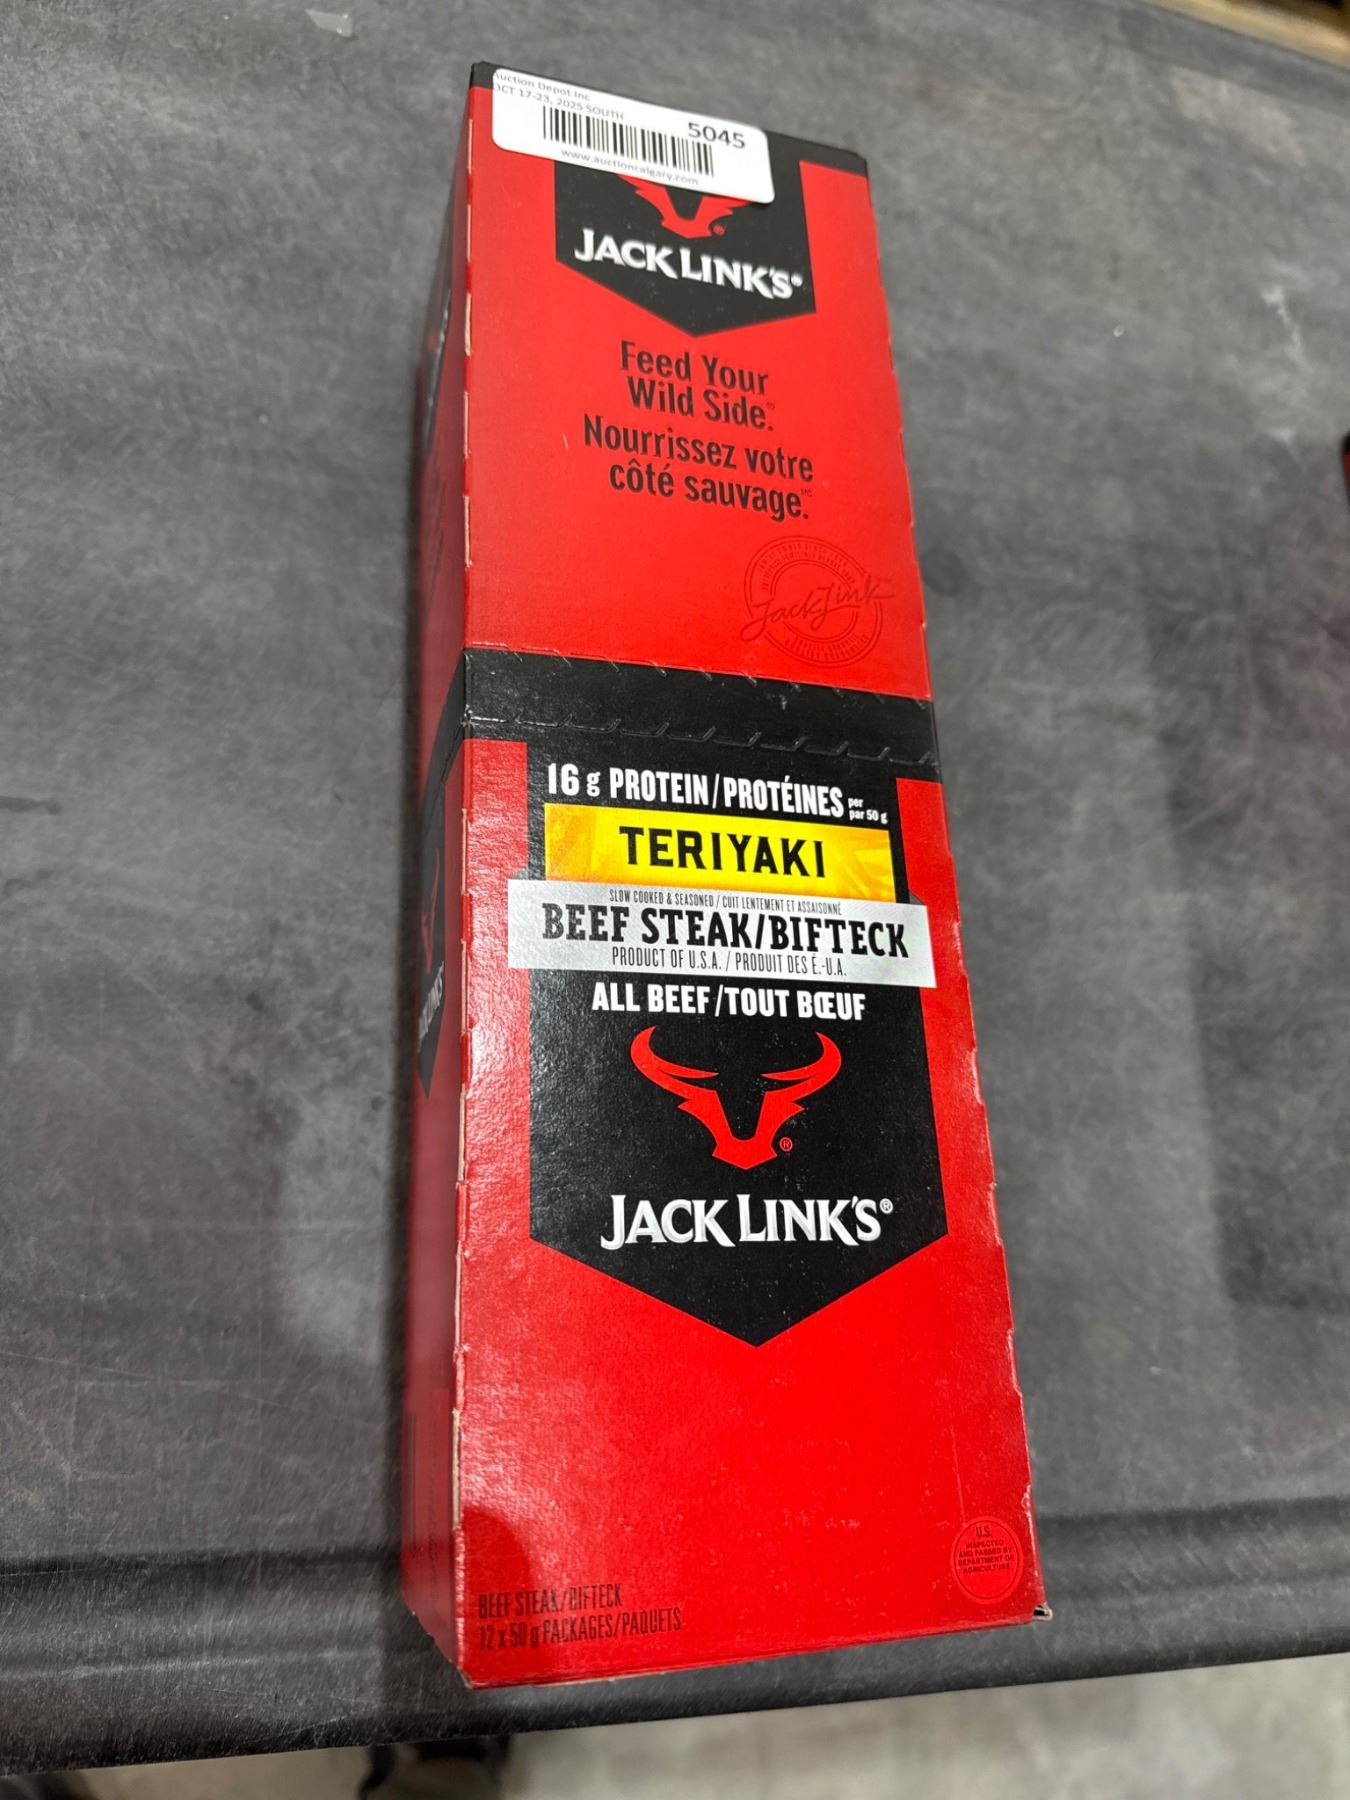 Auction Depot Inc
OCT 17-23, 2025 SOUTH
5045
www.auctioncalgary.com
JACK LINK'S®
Feed Your
Wild Side.®
Nourrissez votre
côté sauvage.MC
Jack Link
16 g PROTEIN/PROTÉINES per
par 50 g
TERIYAKI
SLOW COOKED & SEASONED / CUIT LENTEMENT ET ASSAISONNÉ
BEEF STEAK/BIFTECK
PRODUCT OF U.S.A. / PRODUIT DES É.-U.A.
ALL BEEF/TOUT BŒUF
®
JACK LINK'S®
U.S.
INSPECTED
AND PASSED BY
DEPARTMENT OF
AGRICULTURE
BEEF STEAK/BIFTECK
12 x 50 g PACKAGES/PAQUETS